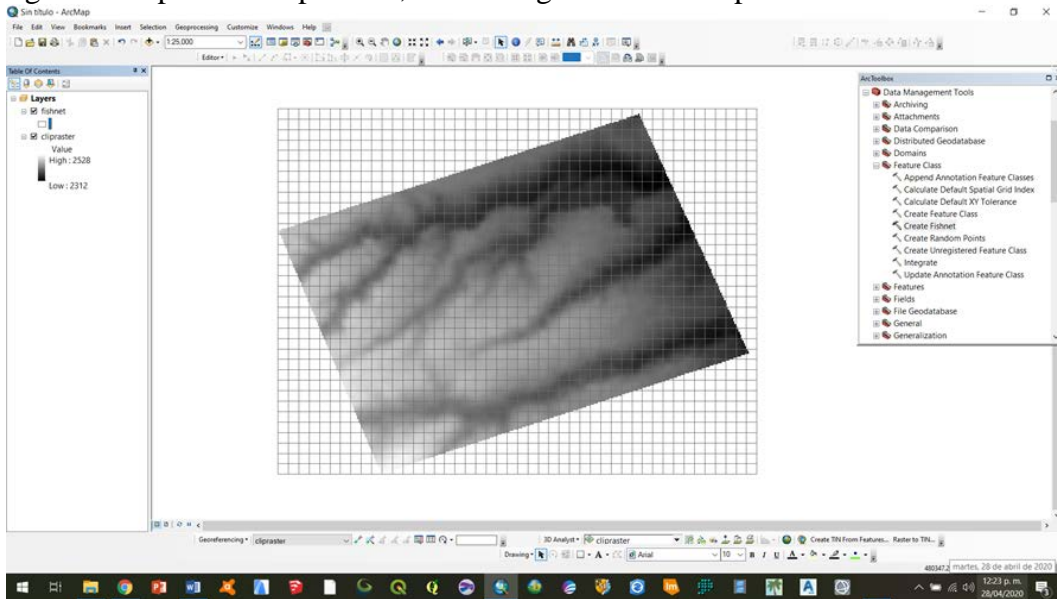 Sin título - ArcMap
File Edit View Bookmarks Insert Selection Geoprocessing Customize Windows Help
1:25.000
Editor
Table Of Contents
Layers
fishnet
clipraster
Value
High : 2528
Low : 2312
ArcToolbox
Data Management Tools
Archiving
Attachments
Data Comparison
Distributed Geodatabase
Domains
Feature Class
Append Annotation Feature Classes
Calculate Default Spatial Grid Index
Calculate Default XY Tolerance
Create Feature Class
Create Fishnet
Create Random Points
Create Unregistered Feature Class
Integrate
Update Annotation Feature Class
Features
Fields
File Geodatabase
General
Generalization
Georeferencing clipraster 3D Analyst clipraster Create TIN From Features... Raster to TIN...
Drawing A Arial 10 B I U A
martes, 28 de abril de 2020
12:23 p. m.
28/04/2020